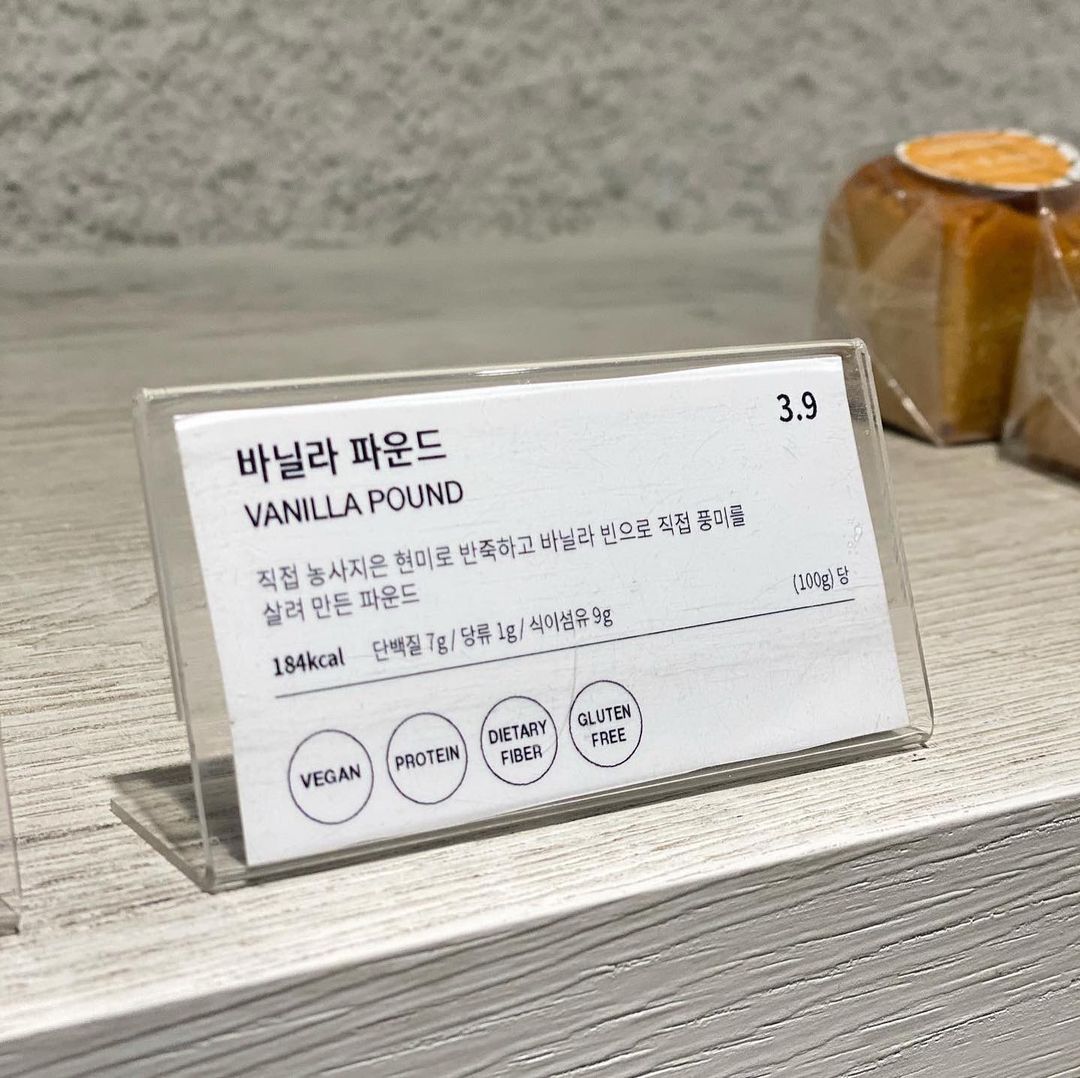 3.9
바닐라 파운드
VANILLA POUND
직접 농사지은 현미로 반죽하고 바닐라 빈으로 직접 풍미를
살려 만든 파운드
(100g)당
184kcal 단백질 7g / 당류 1g / 식이섬유 9g
VEGAN
PROTEIN
DIETARY
FIBER
GLUTEN
FREE